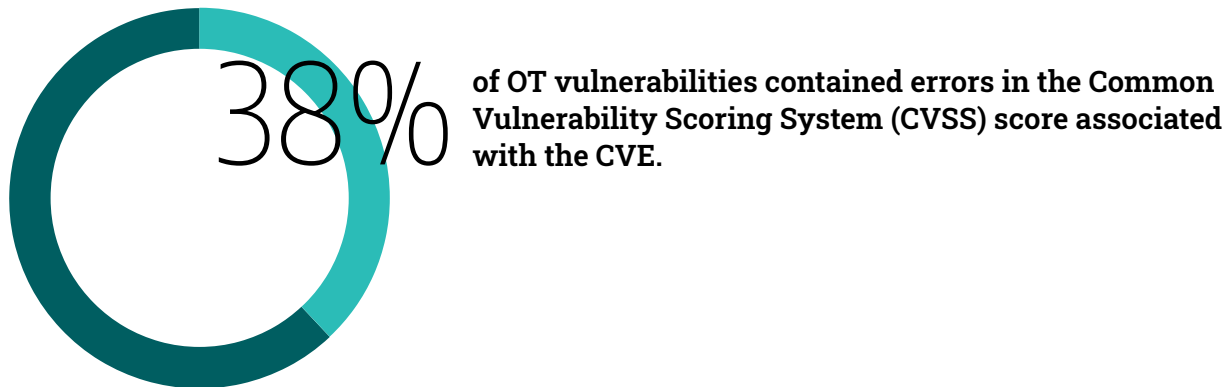 38%
of OT vulnerabilities contained errors in the Common
Vulnerability Scoring System (CVSS) score associated
with the CVE.